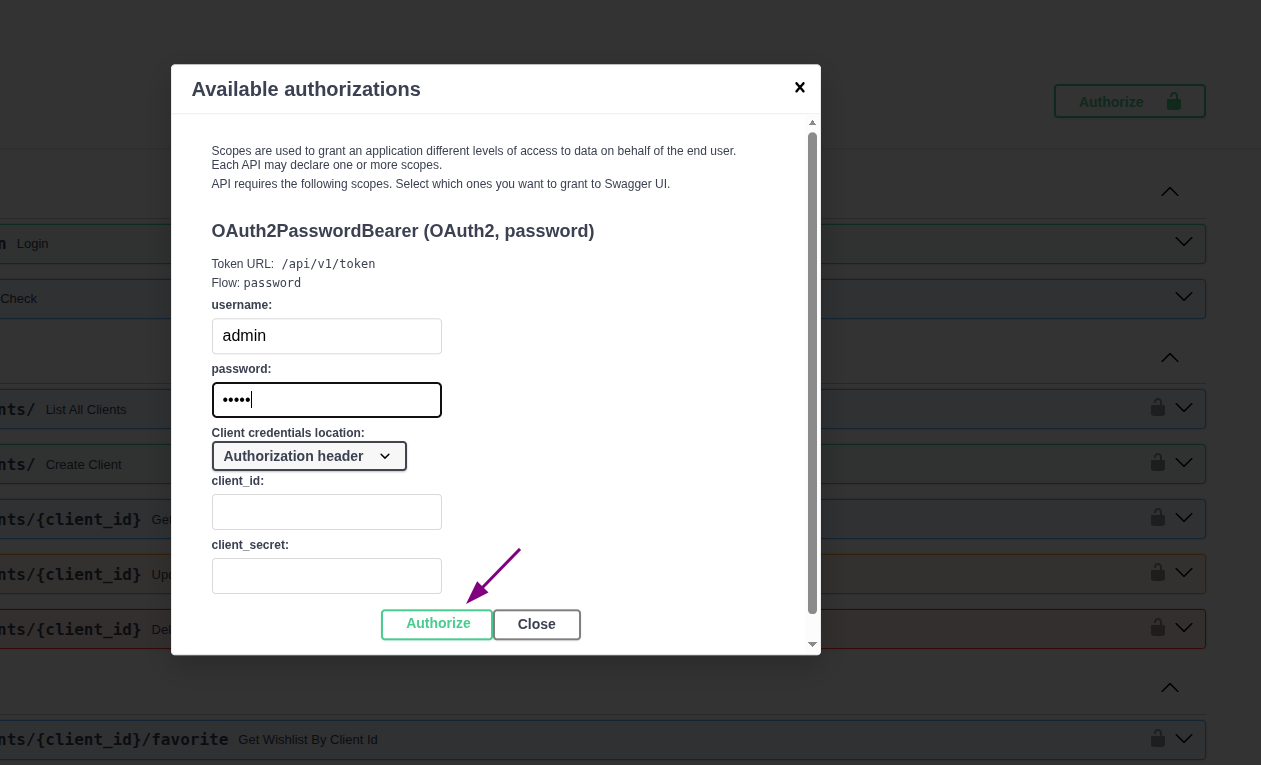 Available authorizations
Authorize
Scopes are used to grant an application different levels of access to data on behalf of the end user.
Each API may declare one or more scopes.
API requires the following scopes. Select which ones you want to grant to Swagger UI.
OAuth2PasswordBearer (OAuth2, password)
Token URL: /api/v1/token
Flow: password
username:
admin
password:
•••••
Client credentials location:
Authorization header
client_id:
client_secret:
Authorize
Close
n Login
Check
nts/ List All Clients
nts/ Create Client
nts/{client_id} Get
nts/{client_id}
nts/{client_id}
nts/{client_id}/favorite Get Wishlist By Client Id